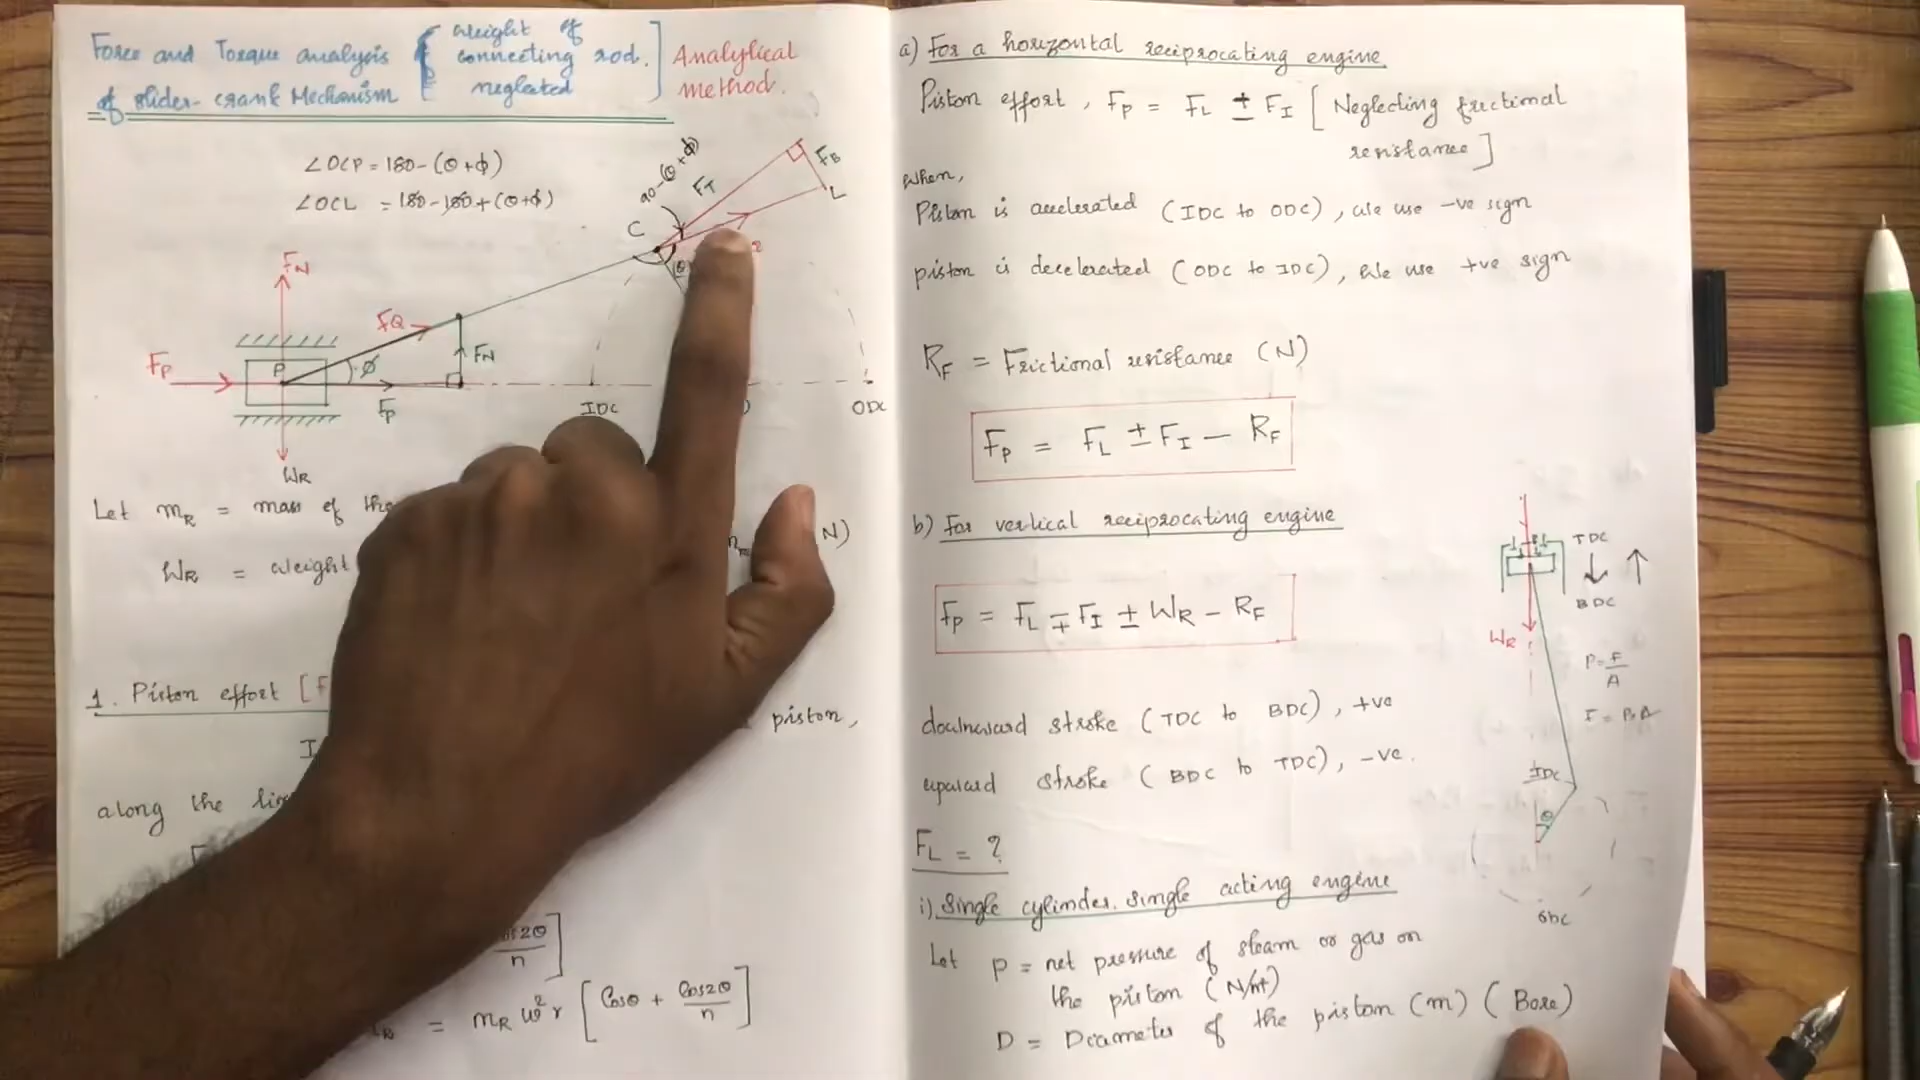 Force and Torque analysis
of slider-crank Mechanism
weight of
connecting rod.
neglected
Analytical
method.
∠OCP = 180-(θ+ϕ)
∠OCL = 180-180+(θ+ϕ)
90-(θ+ϕ)
FT
FB
L
C
FN
FQ
FP
P
ϕ
FN
Fp
IDC
ODC
WR
Let mR = mass of the
N)
WR = weight
1. Piston effort [F
piston,
along the
cos2θ
n
= mR ω²r [Cosθ + Cos2θ/n]
a) For a horizontal reciprocating engine
Piston effort, Fp = FL ± FI [Neglecting frictional
resistance]
When,
Piston is accelerated (IDC to ODC), we use -ve sign
piston is decelerated (ODC to IDC), we use +ve sign
RF = Frictional resistance (N)
Fp = FL ± FI - RF
b) For vertical reciprocating engine
Fp = FL ∓ FI ± WR - RF
TDC
BDC
WR
P = F/A
downward stroke (TDC to BDC), +ve
upward stroke (BDC to TDC), -ve.
IDC
θ
FL = ?
i) Single cylinder, single acting engine
Let p = net pressure of steam or gas on
the piston (N/m²)
D = Diameter of the piston (m) (Bore)